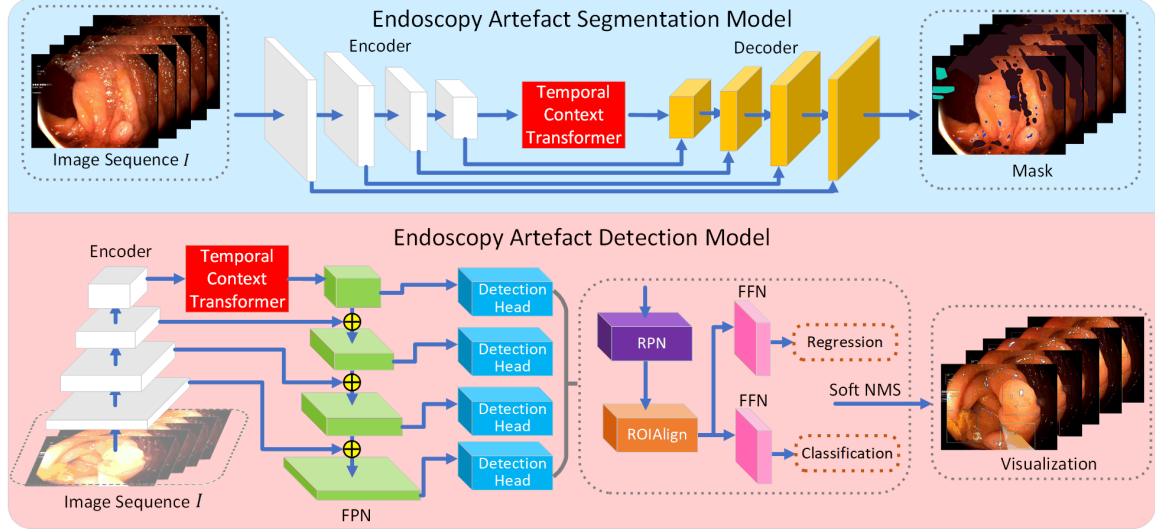 Endoscopy Artefact Segmentation Model
Encoder
Decoder
Temporal
Context
Transformer
Image Sequence I
Mask
Endoscopy Artefact Detection Model
Encoder
Temporal
Context
Transformer
Detection
Head
Detection
Head
Detection
Head
Detection
Head
FPN
Image Sequence I
RPN
ROIAlign
FFN
Regression
FFN
Classification
Soft NMS
Visualization